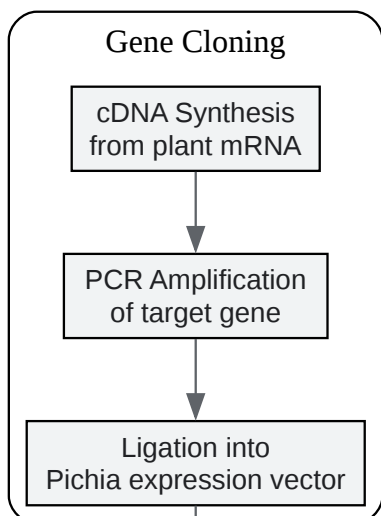 Gene Cloning
cDNA Synthesis
from plant mRNA
PCR Amplification
of target gene
Ligation into
Pichia expression vector